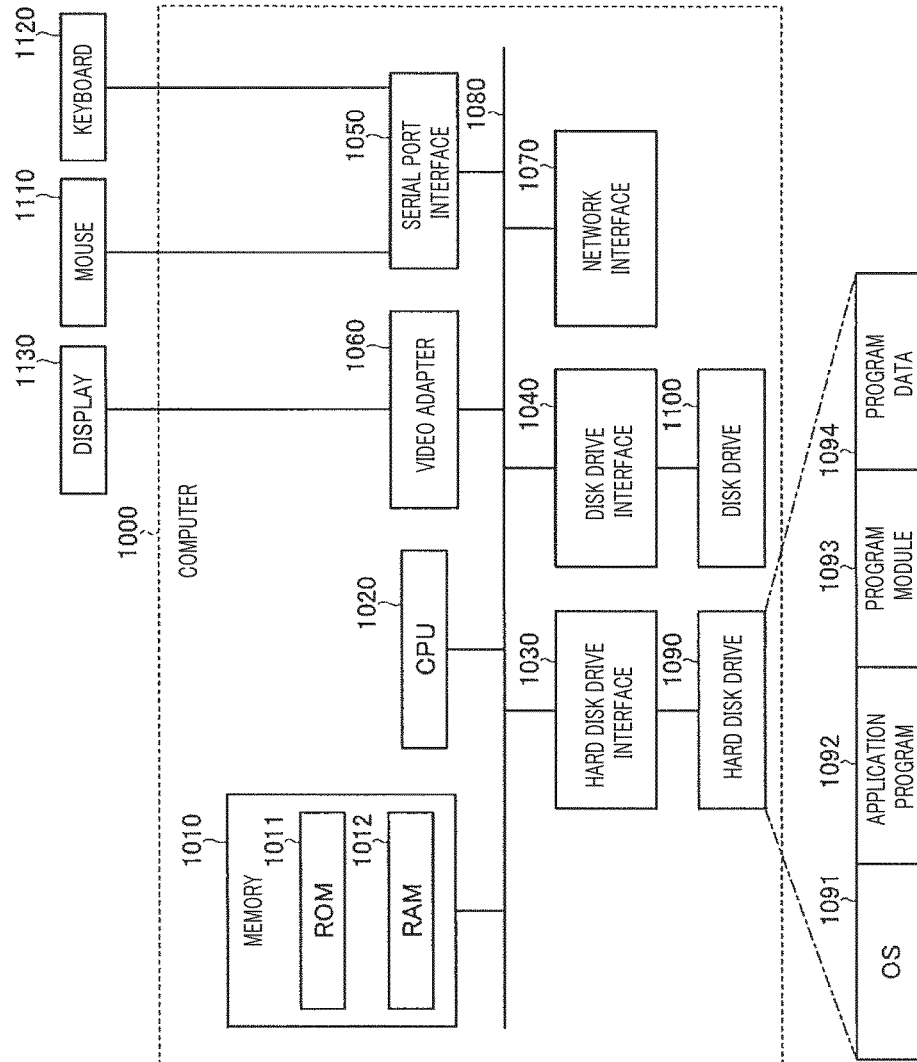 1000
COMPUTER
1010
MEMORY
1011
ROM
1012
RAM
1020
CPU
1130
DISPLAY
1110
MOUSE
1120
KEYBOARD
1060
VIDEO ADAPTER
1050
SERIAL PORT
INTERFACE
1080
1030
HARD DISK DRIVE
INTERFACE
1040
DISK DRIVE
INTERFACE
1070
NETWORK
INTERFACE
1090
HARD DISK DRIVE
1100
DISK DRIVE
1091
OS
1092
APPLICATION
PROGRAM
1093
PROGRAM
MODULE
1094
PROGRAM
DATA